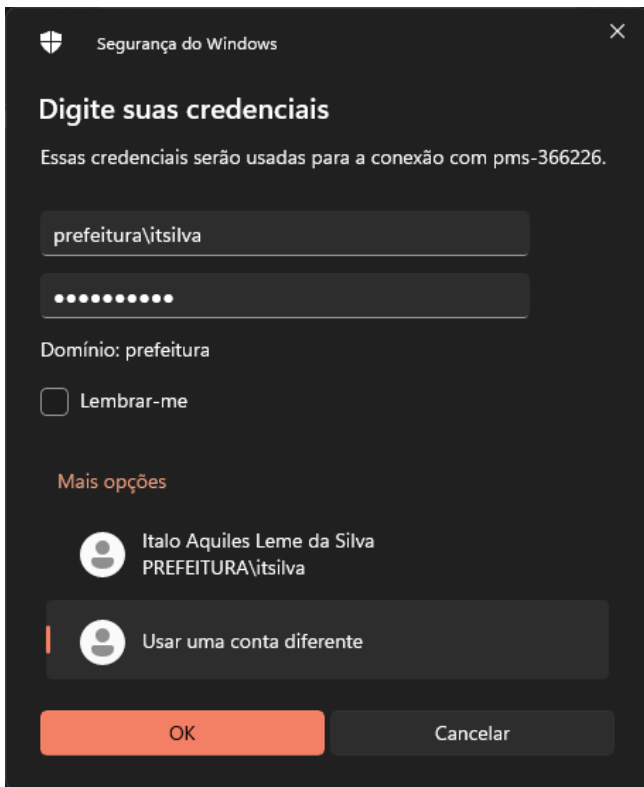 Segurança do Windows
Digite suas credenciais
Essas credenciais serão usadas para a conexão com pms-366226.
prefeitura\itsilva
●●●●●●●●●●
Domínio: prefeitura
Lembrar-me
Mais opções
Italo Aquiles Leme da Silva
PREFEITURA\itsilva
Usar uma conta diferente
OK
Cancelar